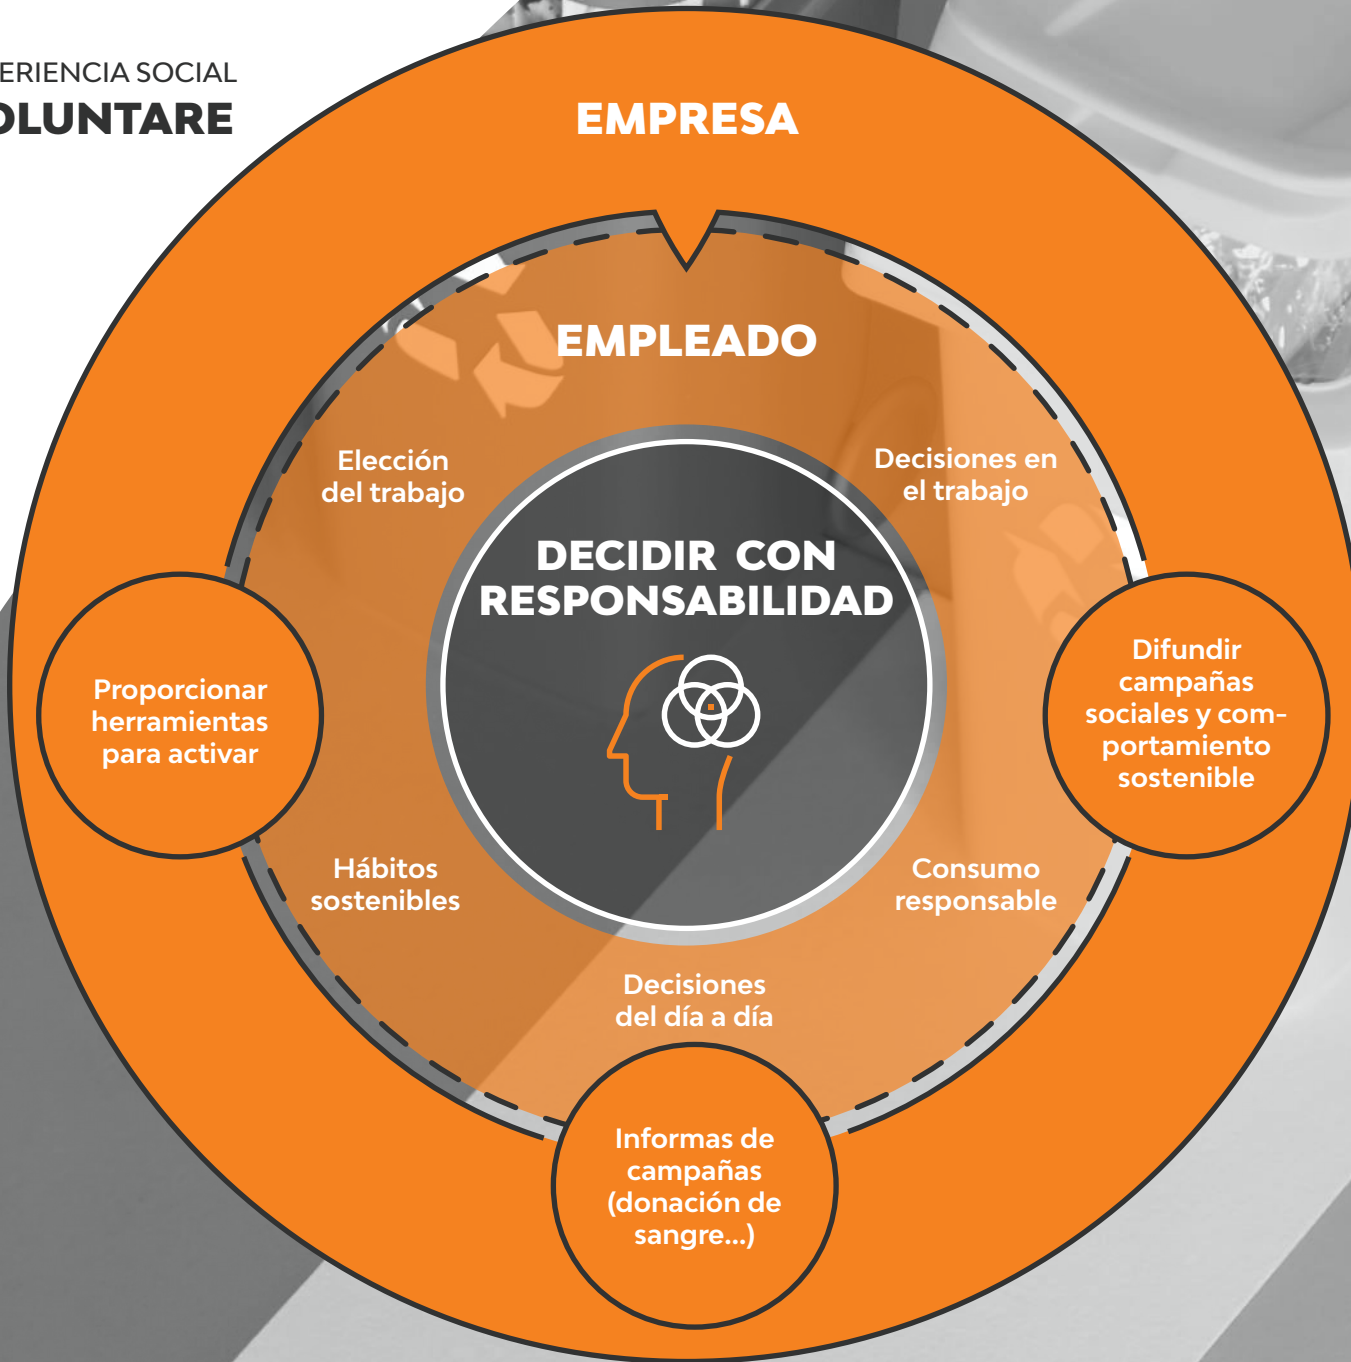 ERIENCIA SOCIAL
OLUNTARE
EMPRESA
EMPLEADO
Elección
del trabajo
Decisiones en
el trabajo
DECIDIR CON
RESPONSABILIDAD
Proporcionar
herramientas
para activar
Difundir
campañas
sociales y com-
portamiento
sostenible
Hábitos
sostenibles
Consumo
responsable
Decisiones
del día a día
Informas de
campañas
(donación de
sangre...)